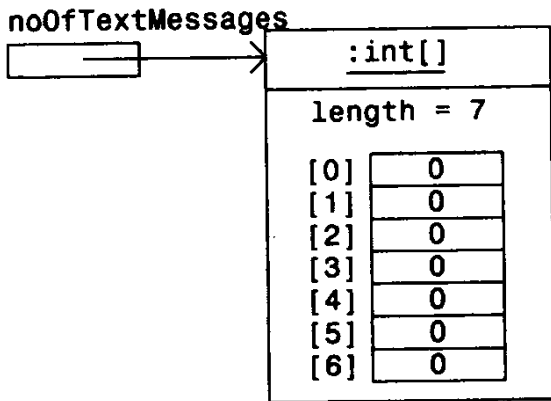 noOfTextMessages
:int[]
length = 7
[0] 0
[1] 0
[2] 0
[3] 0
[4] 0
[5] 0
[6] 0